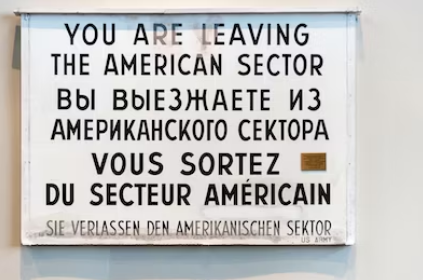 YOU ARE LEAVING
THE AMERICAN SECTOR
ВЫ ВЫЕЗЖАЕТЕ ИЗ
АМЕРИКАНСКОГО СЕКТОРА
VOUS SORTEZ
DU SECTEUR AMÉRICAIN
SIE VERLASSEN DEN AMERIKANISCHEN SEKTOR
US ARMY